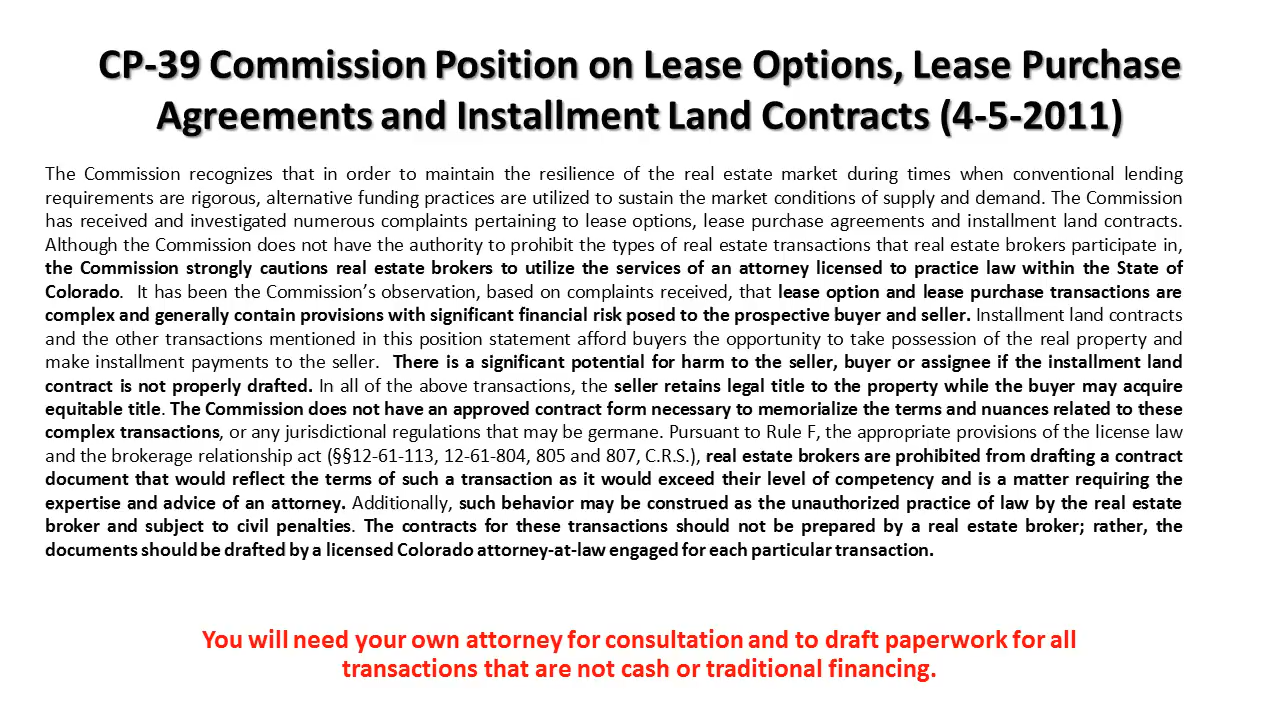 CP-39 Commission Position on Lease Options, Lease Purchase
Agreements and Installment Land Contracts (4-5-2011)
The Commission recognizes that in order to maintain the resilience of the real estate market during times when conventional lending
requirements are rigorous, alternative funding practices are utilized to sustain the market conditions of supply and demand. The Commission
has received and investigated numerous complaints pertaining to lease options, lease purchase agreements and installment land contracts.
Although the Commission does not have the authority to prohibit the types of real estate transactions that real estate brokers participate in,
the Commission strongly cautions real estate brokers to utilize the services of an attorney licensed to practice law within the State of
Colorado. It has been the Commission's observation, based on complaints received, that lease option and lease purchase transactions are
complex and generally contain provisions with significant financial risk posed to the prospective buyer and seller. Installment land contracts
and the other transactions mentioned in this position statement afford buyers the opportunity to take possession of the real property and
make installment payments to the seller. There is a significant potential for harm to the seller, buyer or assignee if the installment land
contract is not properly drafted. In all of the above transactions, the seller retains legal title to the property while the buyer may acquire
equitable title. The Commission does not have an approved contract form necessary to memorialize the terms and nuances related to these
complex transactions, or any jurisdictional regulations that may be germane. Pursuant to Rule F, the appropriate provisions of the license law
and the brokerage relationship act (§§12-61-113, 12-61-804, 805 and 807, C.R.S.), real estate brokers are prohibited from drafting a contract
document that would reflect the terms of such a transaction as it would exceed their level of competency and is a matter requiring the
expertise and advice of an attorney. Additionally, such behavior may be construed as the unauthorized practice of law by the real estate
broker and subject to civil penalties. The contracts for these transactions should not be prepared by a real estate broker; rather, the
documents should be drafted by a licensed Colorado attorney-at-law engaged for each particular transaction.
You will need your own attorney for consultation and to draft paperwork for all
transactions that are not cash or traditional financing.